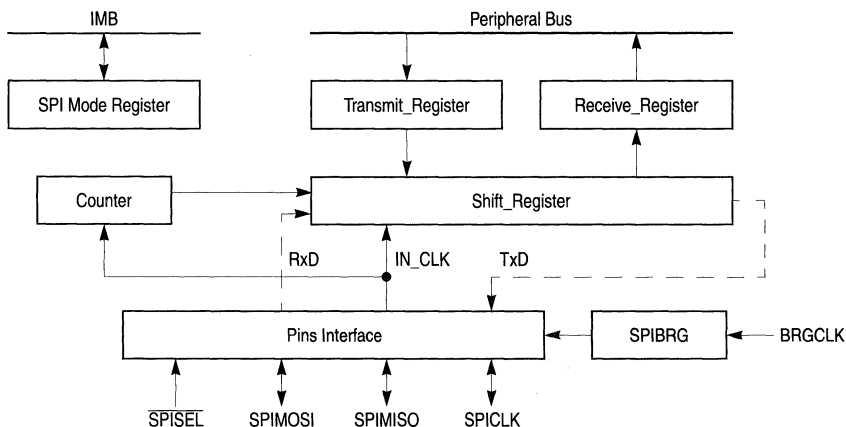 IMB
Peripheral Bus
SPI Mode Register
Transmit_Register
Receive_Register
Counter
Shift_Register
RxD
IN_CLK
TxD
Pins Interface
SPIBRG
BRGCLK
SPISEL
SPIMOSI
SPIMISO
SPICLK